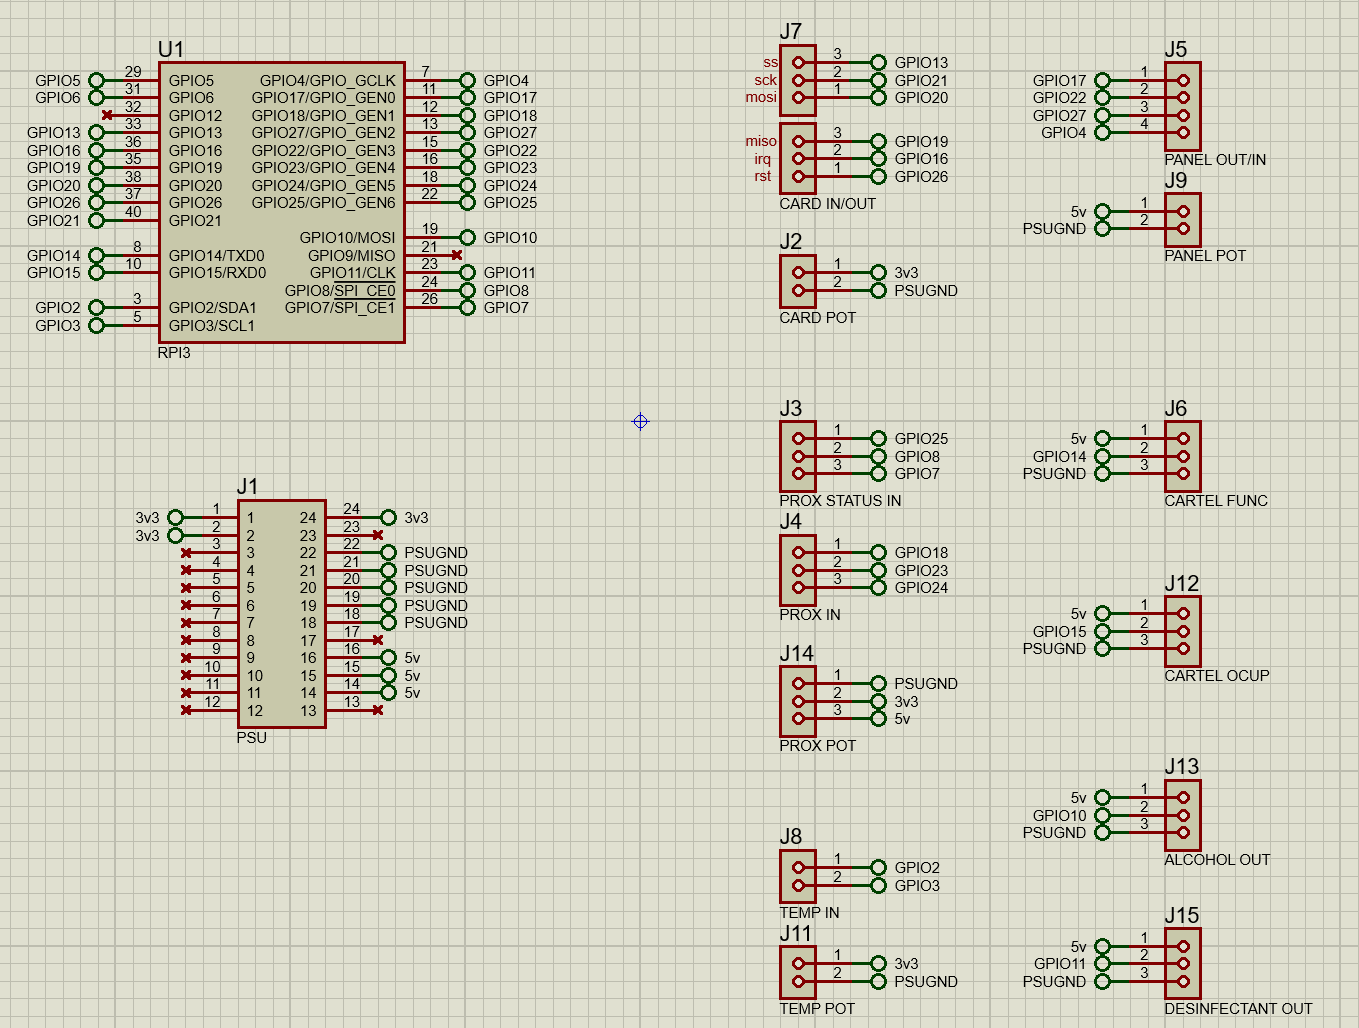 U1
GPIO5 29 GPIO5 GPIO4/GPIO_GCLK 7 GPIO4
GPIO6 31 GPIO6 GPIO17/GPIO_GEN0 11 GPIO17
32 GPIO12 GPIO18/GPIO_GEN1 12 GPIO18
GPIO13 33 GPIO13 GPIO27/GPIO_GEN2 13 GPIO27
GPIO16 36 GPIO16 GPIO22/GPIO_GEN3 15 GPIO22
GPIO19 35 GPIO19 GPIO23/GPIO_GEN4 16 GPIO23
GPIO20 38 GPIO20 GPIO24/GPIO_GEN5 18 GPIO24
GPIO26 37 GPIO26 GPIO25/GPIO_GEN6 22 GPIO25
GPIO21 40 GPIO21
GPIO10/MOSI 19 GPIO10
GPIO14 8 GPIO14/TXD0 GPIO9/MISO 21
GPIO15 10 GPIO15/RXD0 GPIO11/CLK 23 GPIO11
GPIO8/SPI_CE0 24 GPIO8
GPIO2 3 GPIO2/SDA1 GPIO7/SPI_CE1 26 GPIO7
GPIO3 5 GPIO3/SCL1
RPI3
J1
3v3 1 1 24 24 3v3
3v3 2 2 23 23
3 3 22 22 PSUGND
4 4 21 21 PSUGND
5 5 20 20 PSUGND
6 6 19 19 PSUGND
7 7 18 18 PSUGND
8 8 17 17
9 9 16 16 5v
10 10 15 15 5v
11 11 14 14 5v
12 12 13 13
PSU
J7
ss 3 GPIO13
sck 2 GPIO21
mosi 1 GPIO20
miso 3 GPIO19
irq 2 GPIO16
rst 1 GPIO26
CARD IN/OUT
J2
1 3v3
2 PSUGND
CARD POT
J3
1 GPIO25
2 GPIO8
3 GPIO7
PROX STATUS IN
J4
1 GPIO18
2 GPIO23
3 GPIO24
PROX IN
J14
1 PSUGND
2 3v3
3 5v
PROX POT
J8
1 GPIO2
2 GPIO3
TEMP IN
J11
1 3v3
2 PSUGND
TEMP POT
J5
GPIO17 1
GPIO22 2
GPIO27 3
GPIO4 4
PANEL OUT/IN
J9
5v 1
PSUGND 2
PANEL POT
J6
5v 1
GPIO14 2
PSUGND 3
CARTEL FUNC
J12
5v 1
GPIO15 2
PSUGND 3
CARTEL OCUP
J13
5v 1
GPIO10 2
PSUGND 3
ALCOHOL OUT
J15
5v 1
GPIO11 2
PSUGND 3
DESINFECTANT OUT